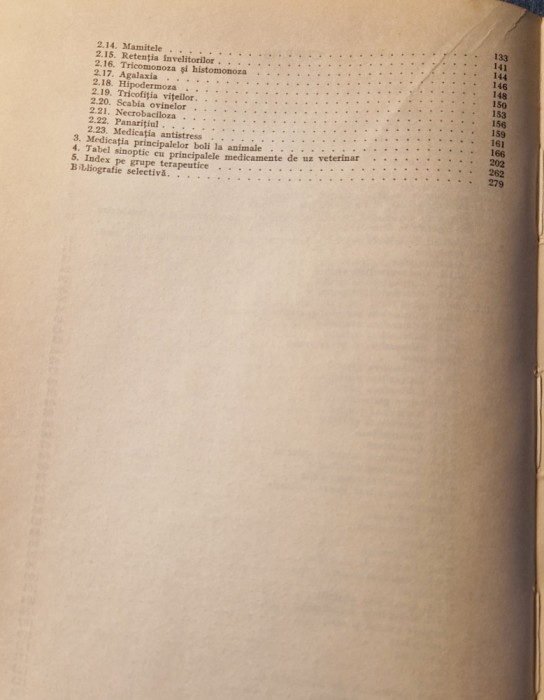 2.14. Mamitele . . . . . . . . . . 133
2.15. Retenția învelitorilor . . . . . . . . . . 141
2.16. Tricomonoza și histomonoza . . . . . . . . . . 144
2.17. Agalaxia . . . . . . . . . . 146
2.18. Hipodermoza . . . . . . . . . . 148
2.19. Tricofiția vițeilor . . . . . . . . . . 150
2.20. Scabia ovinelor . . . . . . . . . . 153
2.21. Necrobaciloza . . . . . . . . . . 156
2.22. Panarițiul . . . . . . . . . . 159
2.23. Medicația antistress . . . . . . . . . . 161
3. Medicația principalelor boli la animale . . . . . . . . . . 166
4. Tabel sinoptic cu principalele medicamente de uz veterinar . . . . . . . . . . 202
5. Index pe grupe terapeutice . . . . . . . . . . 262
Bibliografie selectivă . . . . . . . . . . 279